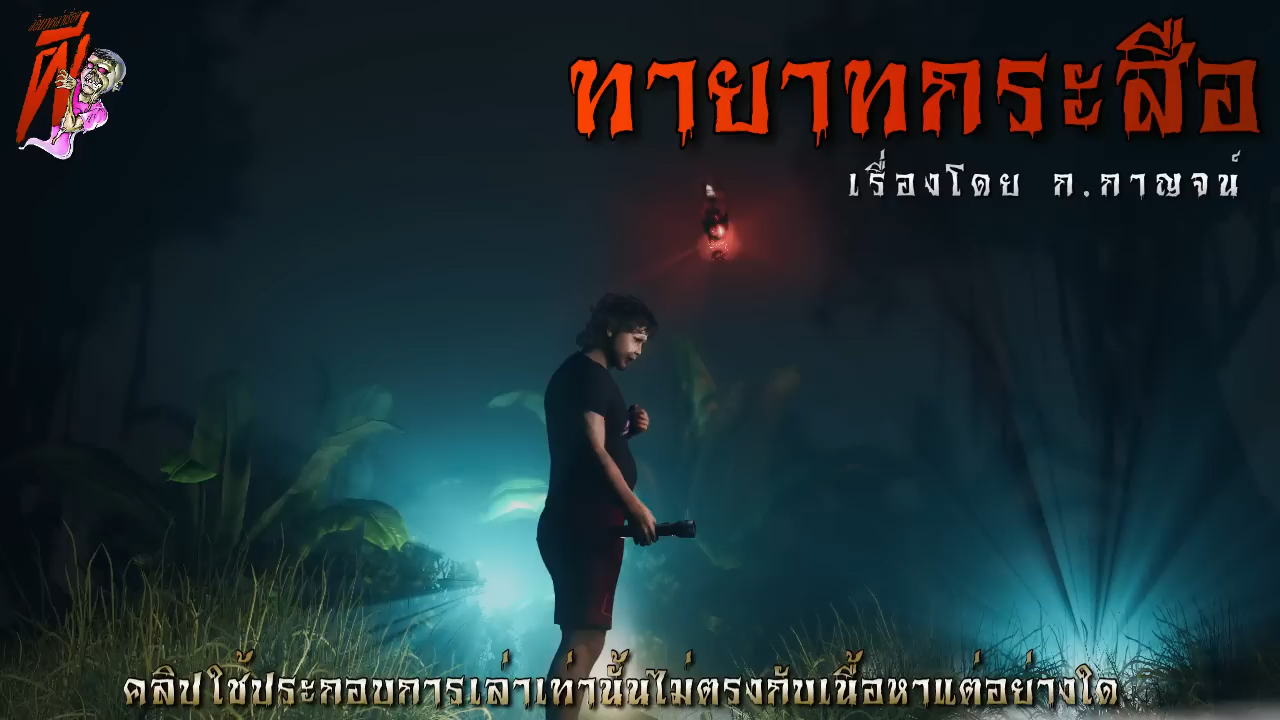 ผี
ทายาทกระสือ
เรื่องโดย ก.กาญจน์
คลิปใช้ประกอบการเล่าเท่านั้นไม่ตรงกับเนื้อหาแต่อย่างใด